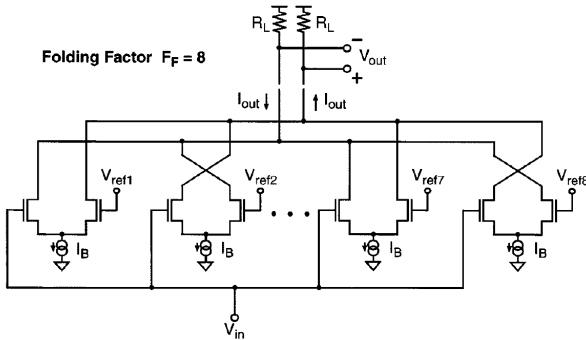 R_L R_L
−
V_out
+
Folding Factor F_F = 8
I_out I_out
V_ref1 V_ref2 V_ref7 V_ref8
• • •
I_B I_B I_B I_B
V_in